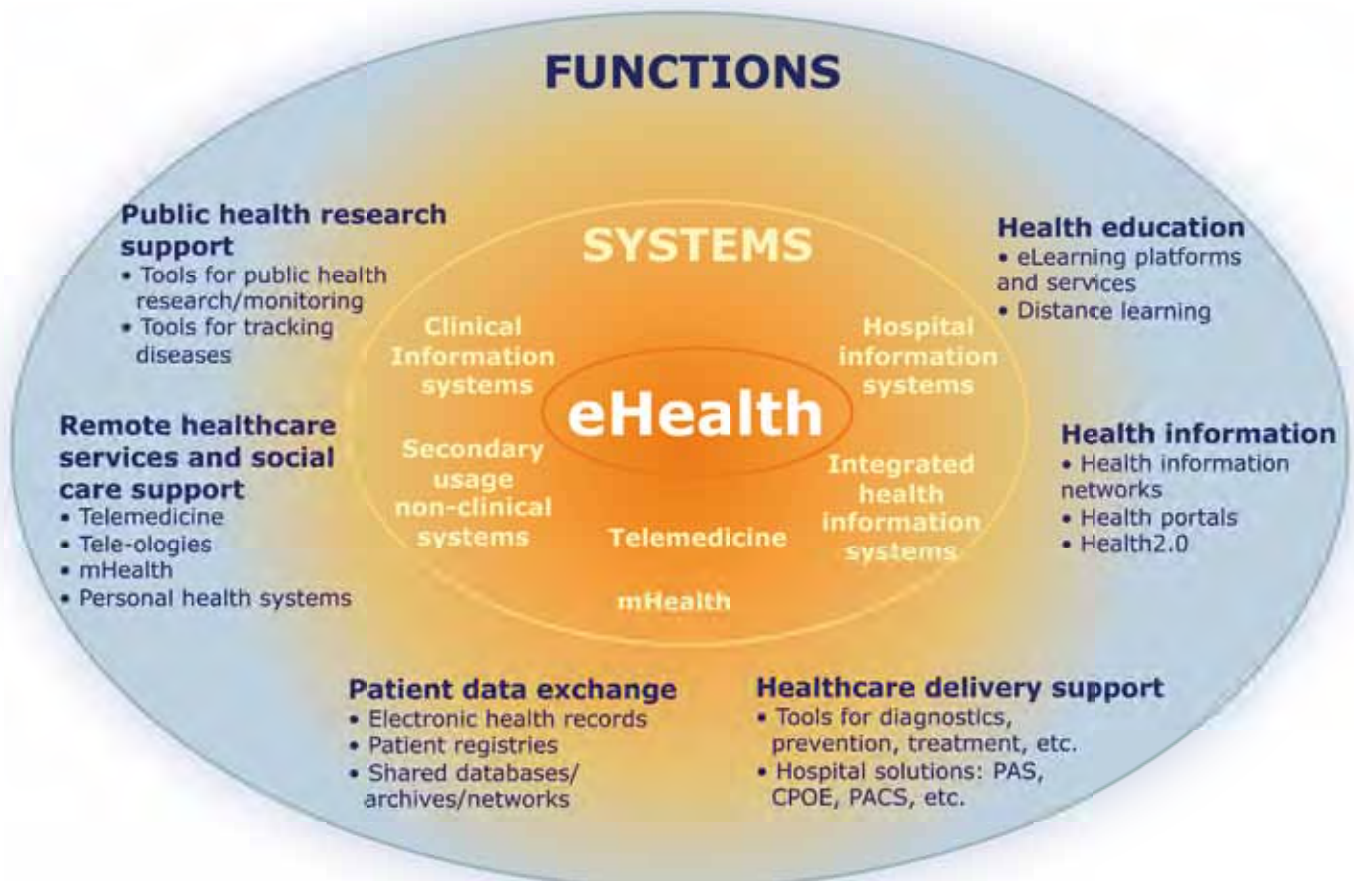 FUNCTIONS
Public health research
support
• Tools for public health
research/monitoring
• Tools for tracking
diseases
Remote healthcare
services and social
care support
• Telemedicine
• Tele-ologies
• mHealth
• Personal health systems
SYSTEMS
Clinical
Information
systems
Hospital
information
systems
eHealth
Secondary
usage
non-clinical
systems
Telemedicine
mHealth
Integrated
health
information
systems
Health education
• eLearning platforms
and services
• Distance learning
Health information
• Health information
networks
• Health portals
• Health2.0
Patient data exchange
• Electronic health records
• Patient registries
• Shared databases/
archives/networks
Healthcare delivery support
• Tools for diagnostics,
prevention, treatment, etc.
• Hospital solutions: PAS,
CPOE, PACS, etc.